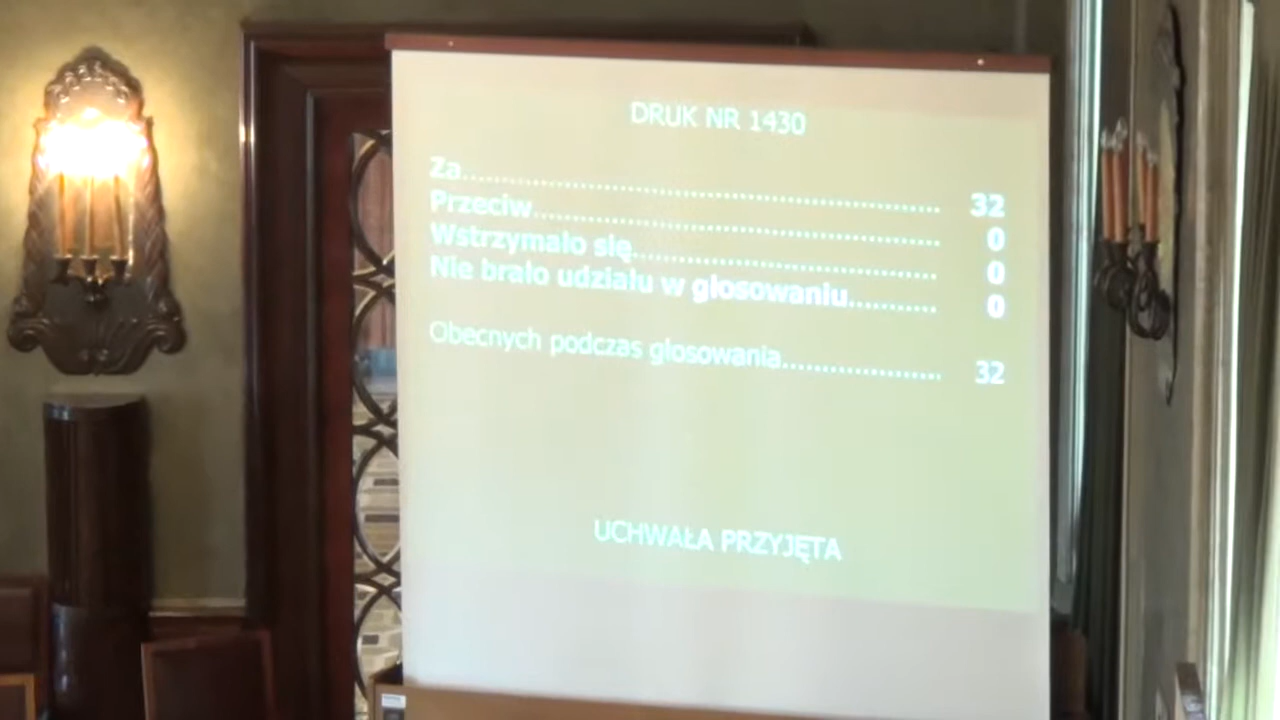 DRUK NR 1430
Za................................................................ 32
Przeciw....................................................... 0
Wstrzymało się......................................... 0
Nie brało udziału w głosowaniu........... 0
Obecnych podczas głosowania.................... 32
UCHWAŁA PRZYJĘTA